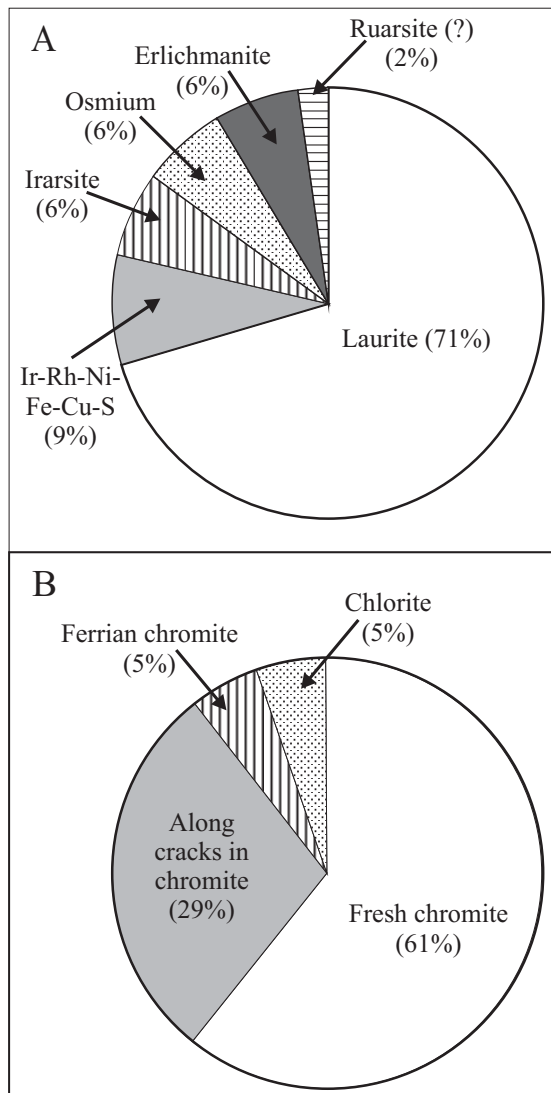 A
Ruarsite (?)
(2%)
Erlichmanite
(6%)
Osmium
(6%)
Irarsite
(6%)
Laurite (71%)
Ir-Rh-Ni-
Fe-Cu-S
(9%)
B
Chlorite
(5%)
Ferrian chromite
(5%)
Along
cracks in
chromite
(29%)
Fresh chromite
(61%)